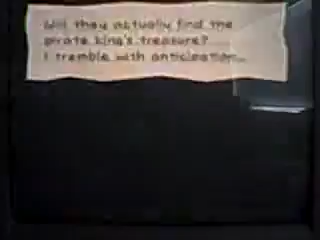 Will they actually find the
pirate king's treasure?
I tremble with anticipation...